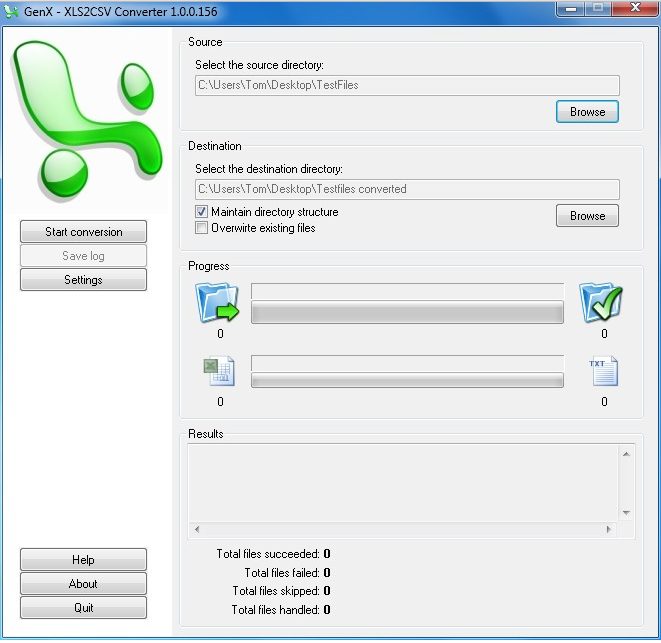 GenX - XLS2CSV Converter 1.0.0.156
Source
Select the source directory:
C:\Users\Tom\Desktop\TestFiles
Browse
Destination
Select the destination directory:
C:\Users\Tom\Desktop\Testfiles converted
Maintain directory structure
Browse
Overwirte existing files
Start conversion
Save log
Settings
Progress
0
0
TXT
0
0
Results
Total files succeeded: 0
Total files failed: 0
Total files skipped: 0
Total files handled: 0
Help
About
Quit